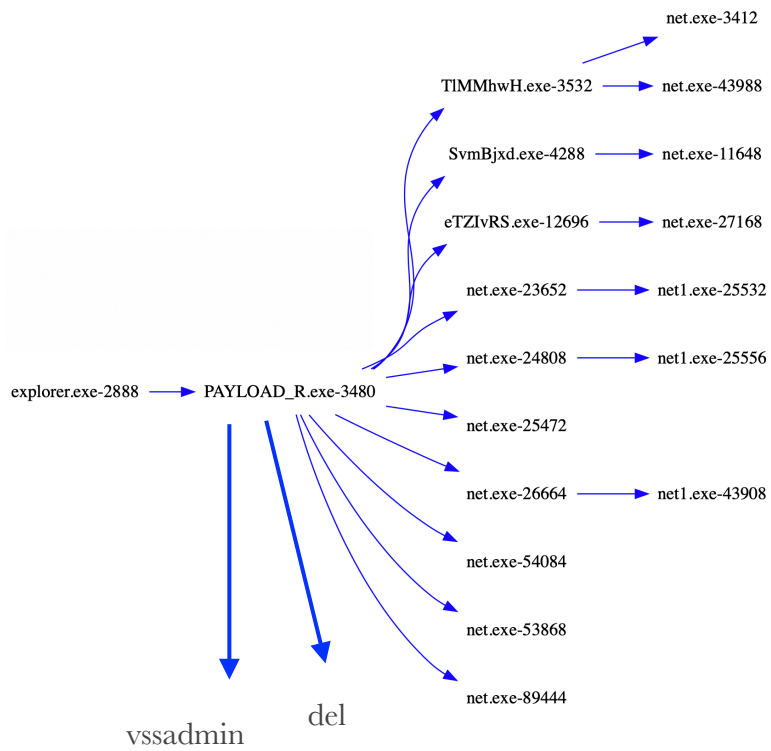 net.exe-3412
TlMMhwH.exe-3532 net.exe-43988
SvmBjxd.exe-4288 net.exe-11648
eTZIvRS.exe-12696 net.exe-27168
net.exe-23652 net1.exe-25532
net.exe-24808 net1.exe-25556
explorer.exe-2888 PAYLOAD_R.exe-3480
net.exe-25472
net.exe-26664 net1.exe-43908
net.exe-54084
net.exe-53868
net.exe-89444
del
vssadmin